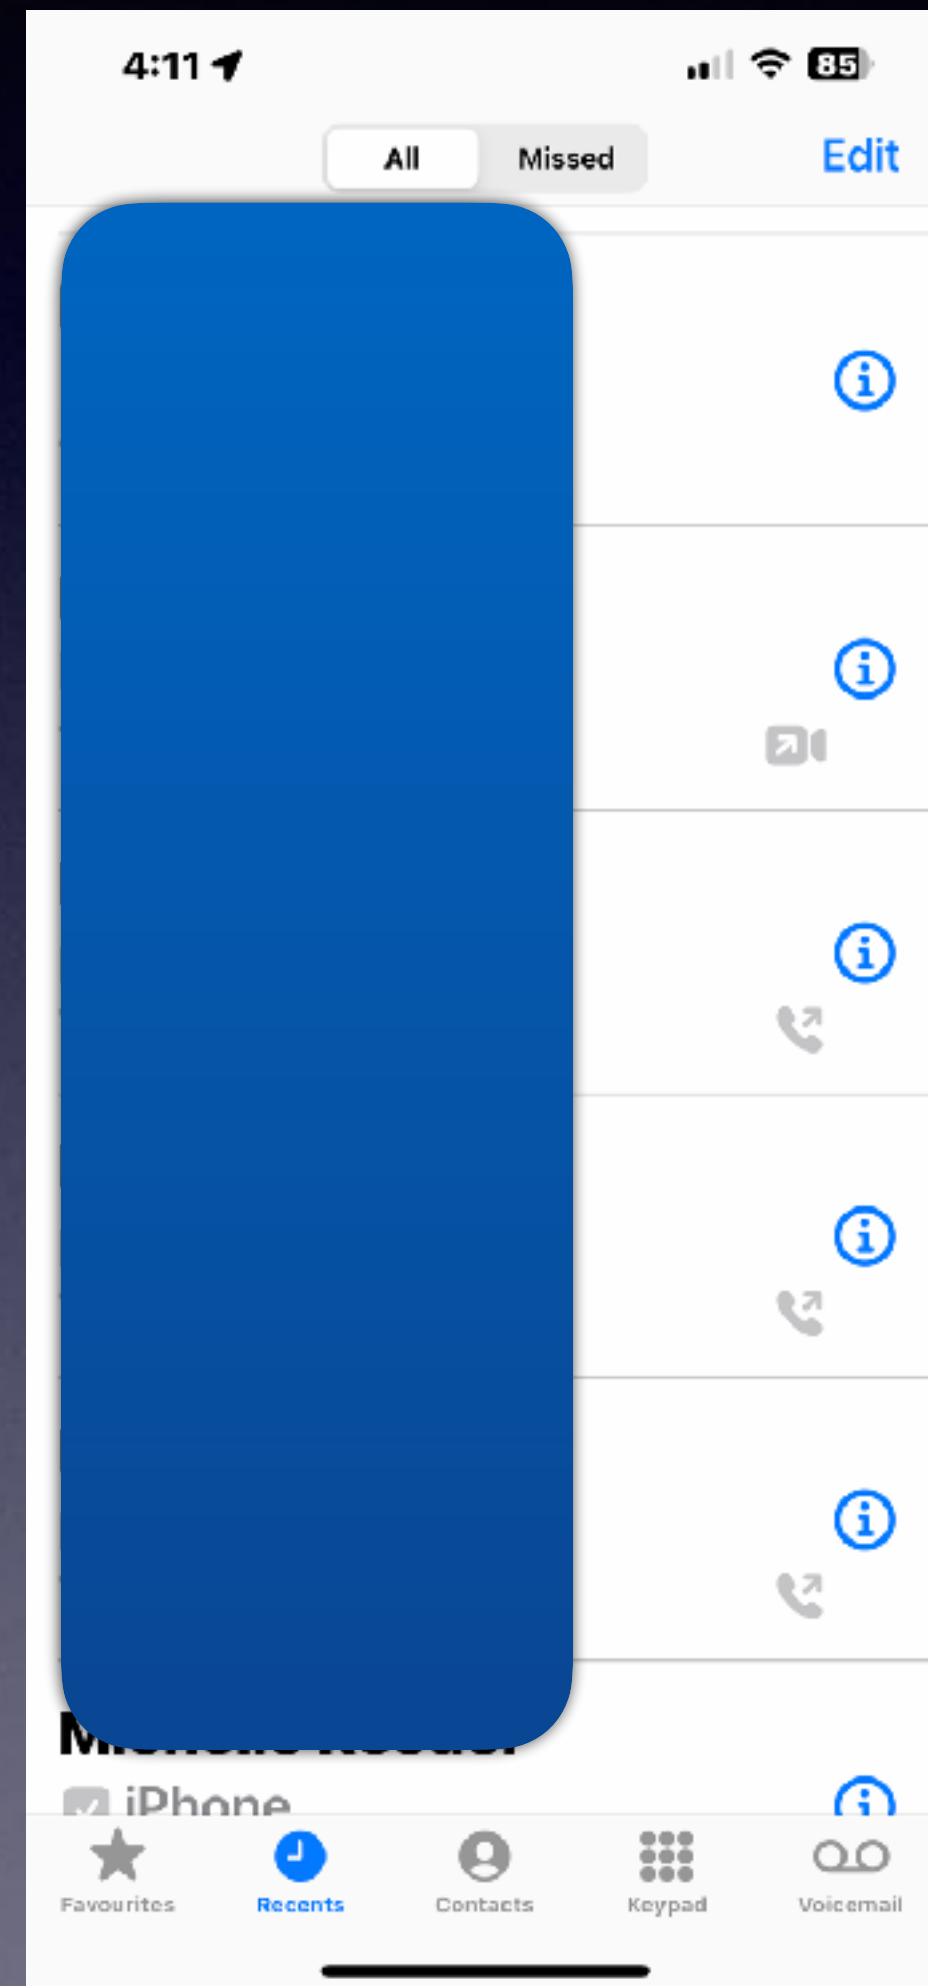 4:11
85
All Missed Edit
iPhone
Favourites Recents Contacts Keypad Voicemail